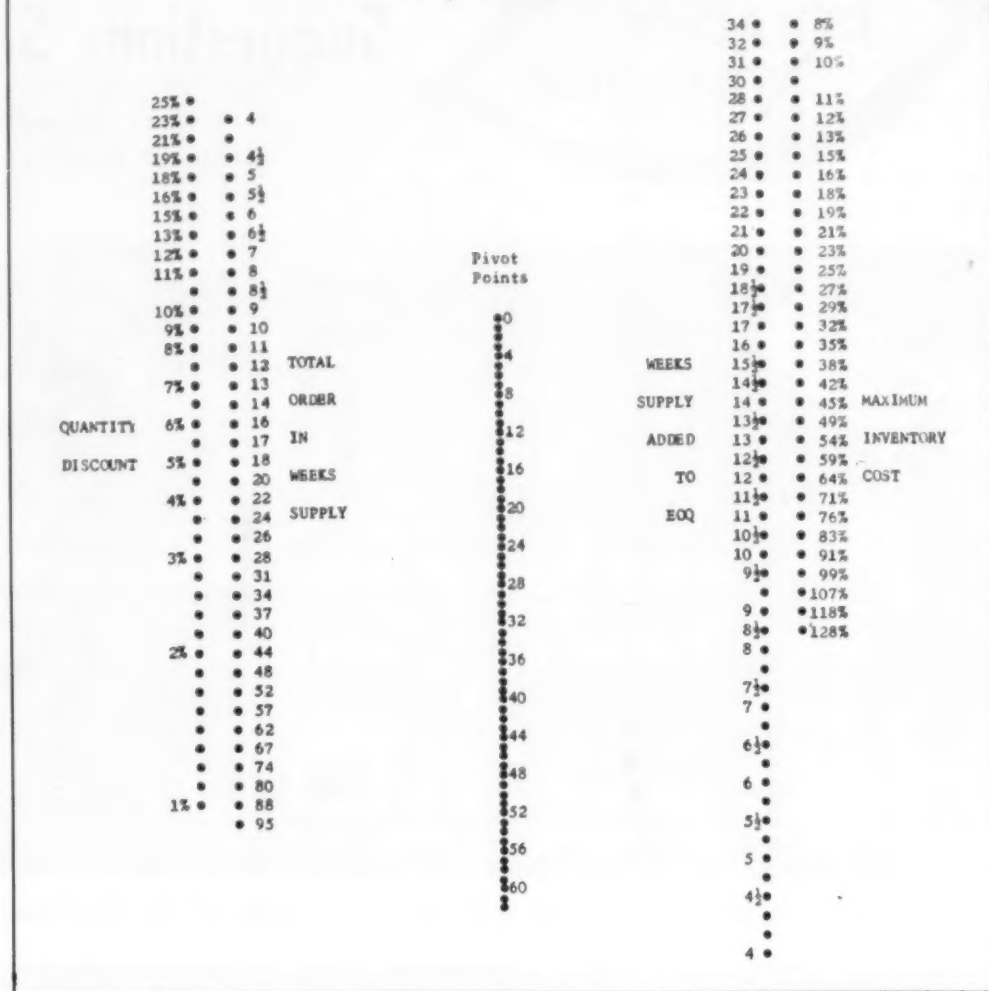 34 8%
32 9%
31 10%
30
25% 28 11%
23% 4 27 12%
21% 26 13%
19% 4½ 25 15%
18% 5 24 16%
16% 5½ 23 18%
15% 6 22 19%
13% 6½ 21 21%
12% 7 Pivot 20 23%
11% 8 Points 19 25%
8½ 18½ 27%
10% 9 0 17½ 29%
9% 10 17 32%
8% 11 4 16 35%
12 TOTAL WEEKS 15½ 38%
7% 13 8 14½ 42%
14 ORDER SUPPLY 14 45% MAXIMUM
QUANTITY 6% 16 12 13½ 49%
17 IN ADDED 13 54% INVENTORY
DISCOUNT 5% 18 16 12½ 59%
20 WEEKS TO 12 64% COST
4% 22 20 11½ 71%
24 SUPPLY EOQ 11 76%
26 24 10½ 83%
3% 28 10 91%
31 28 9½ 99%
34 107%
37 32 9 118%
40 8½ 128%
2% 44 36 8
48
52 40 7½
57 7
62 44
67 6½
74 48
80 6
1% 88 52
95 5½
56
5
60
4½
4